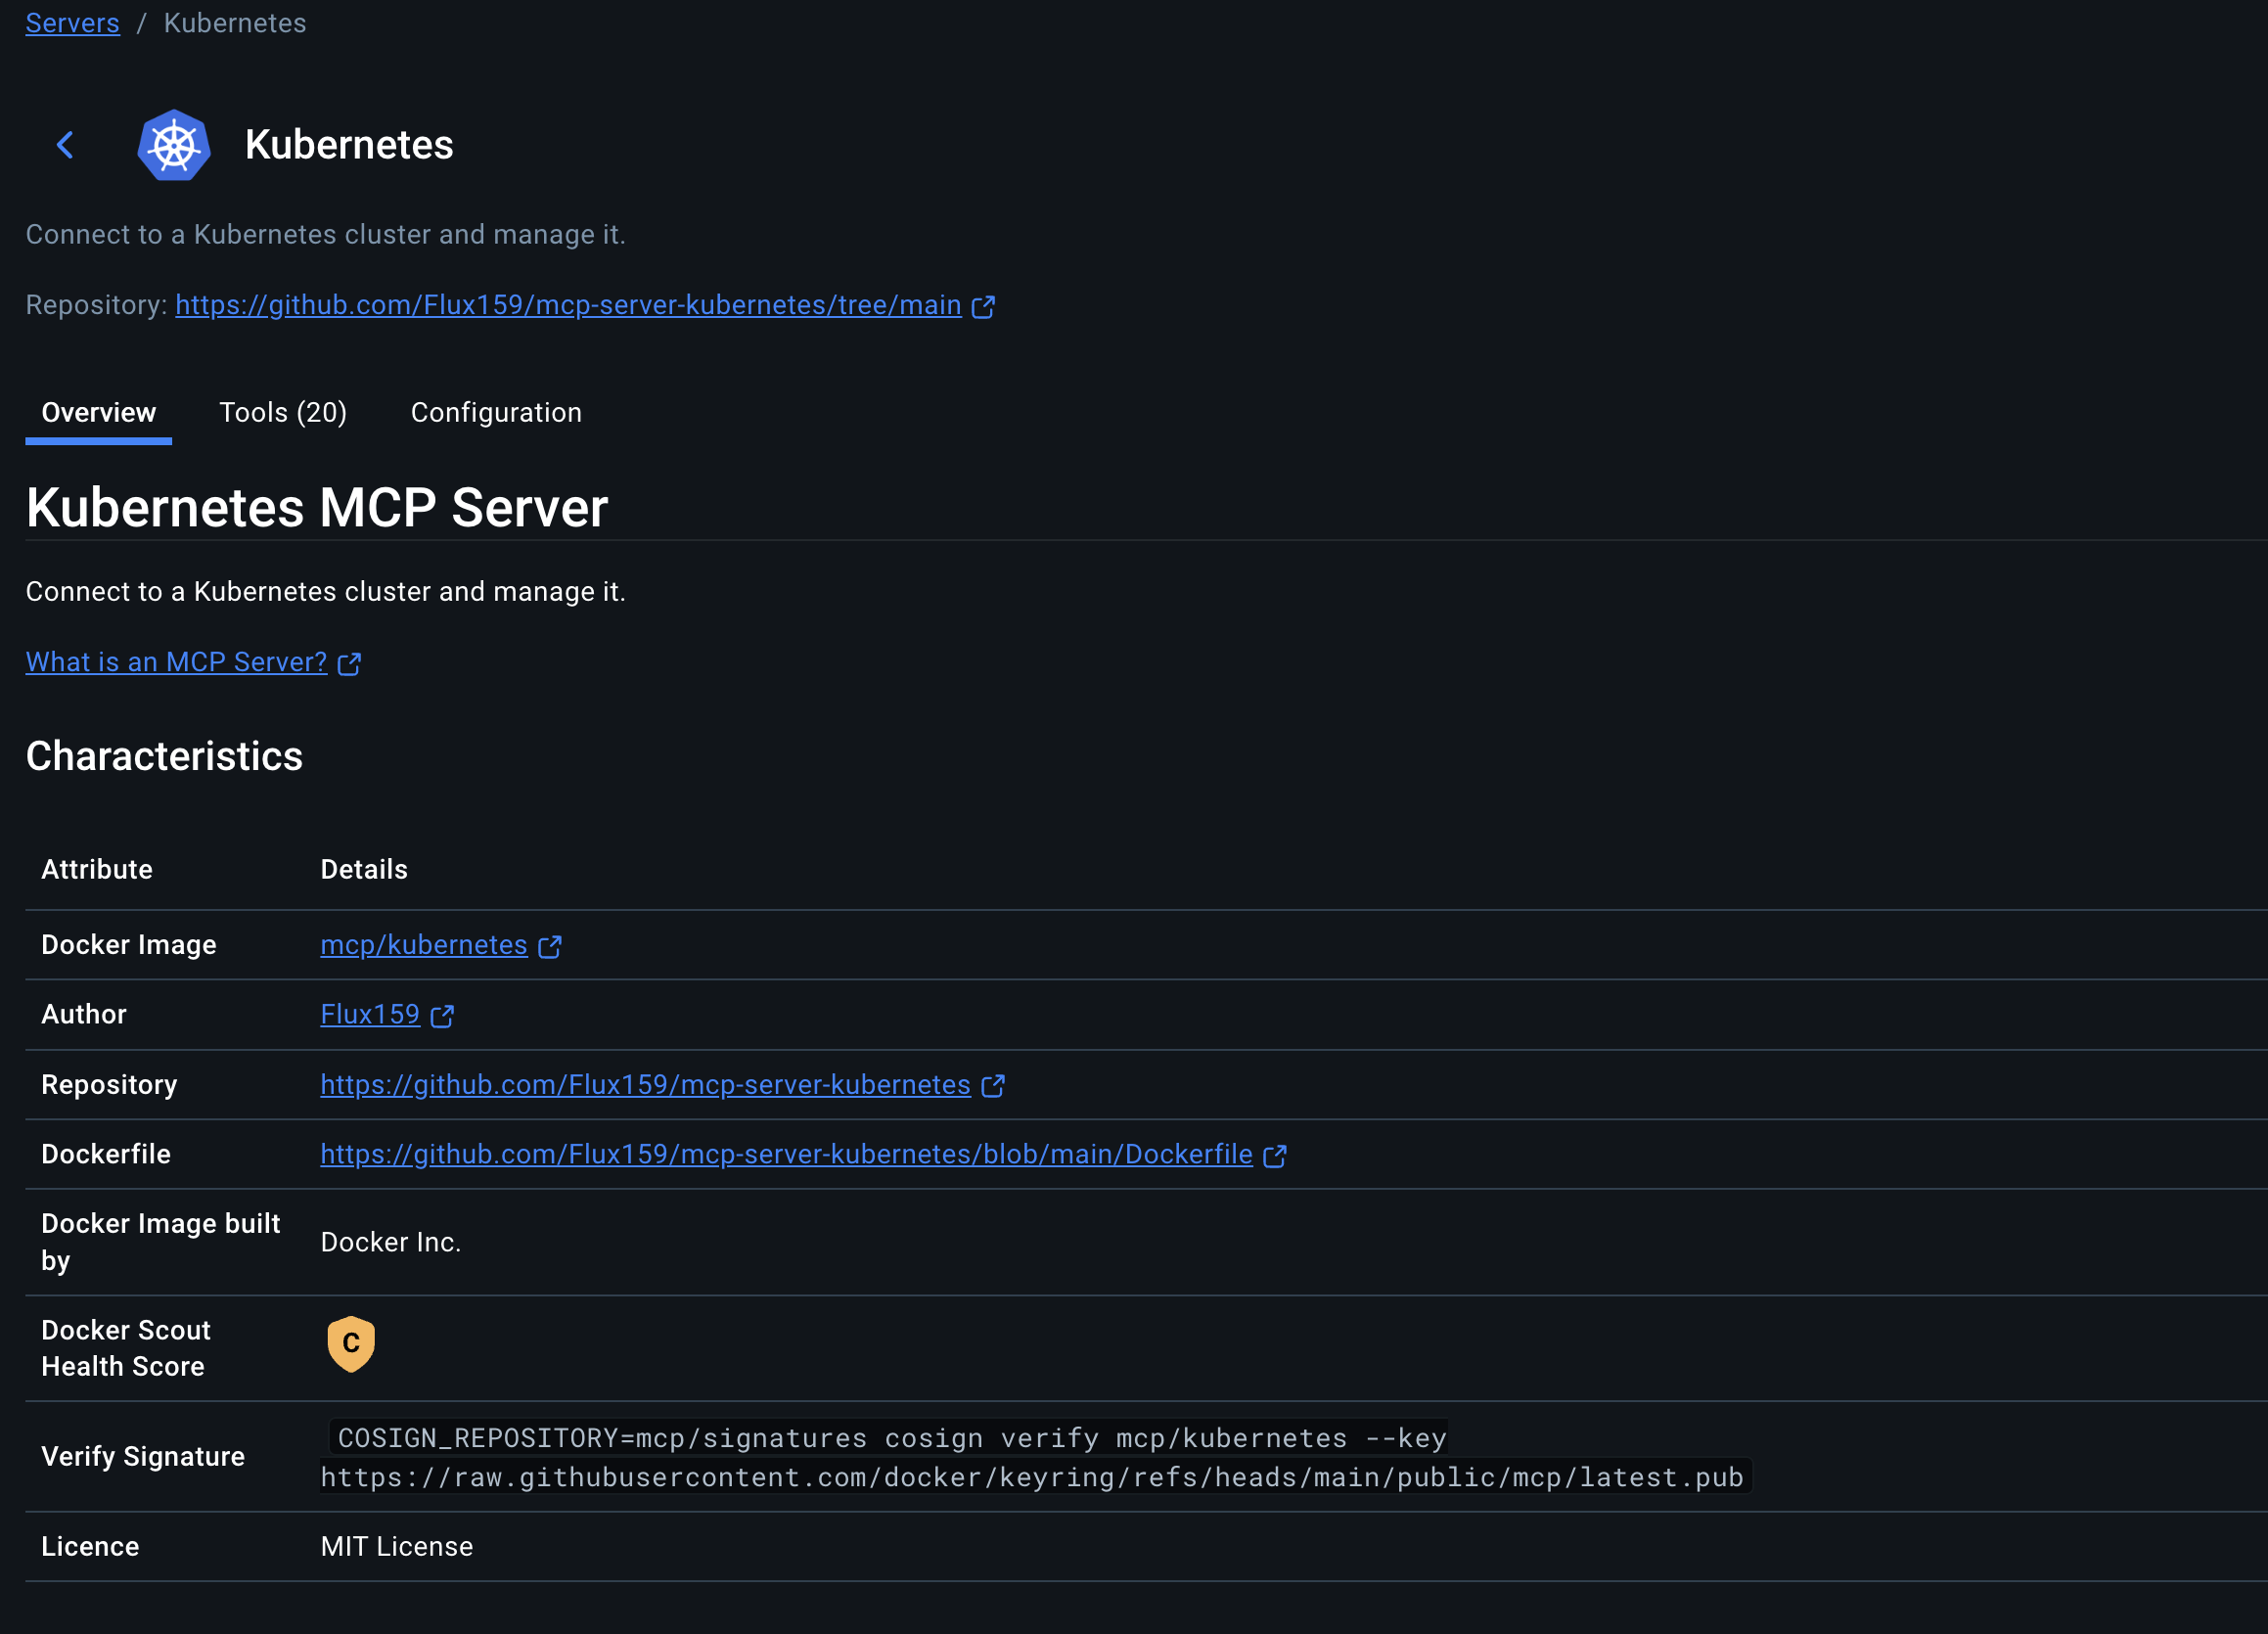 Servers / Kubernetes
Kubernetes
Connect to a Kubernetes cluster and manage it.
Repository: https://github.com/Flux159/mcp-server-kubernetes/tree/main
Overview Tools (20) Configuration
Kubernetes MCP Server
Connect to a Kubernetes cluster and manage it.
What is an MCP Server?
Characteristics
Attribute Details
Docker Image mcp/kubernetes
Author Flux159
Repository https://github.com/Flux159/mcp-server-kubernetes
Dockerfile https://github.com/Flux159/mcp-server-kubernetes/blob/main/Dockerfile
Docker Image built
by
Docker Inc.
Docker Scout
Health Score
C
Verify Signature
COSIGN_REPOSITORY=mcp/signatures cosign verify mcp/kubernetes --key
https://raw.githubusercontent.com/docker/keyring/refs/heads/main/public/mcp/latest.pub
Licence MIT License